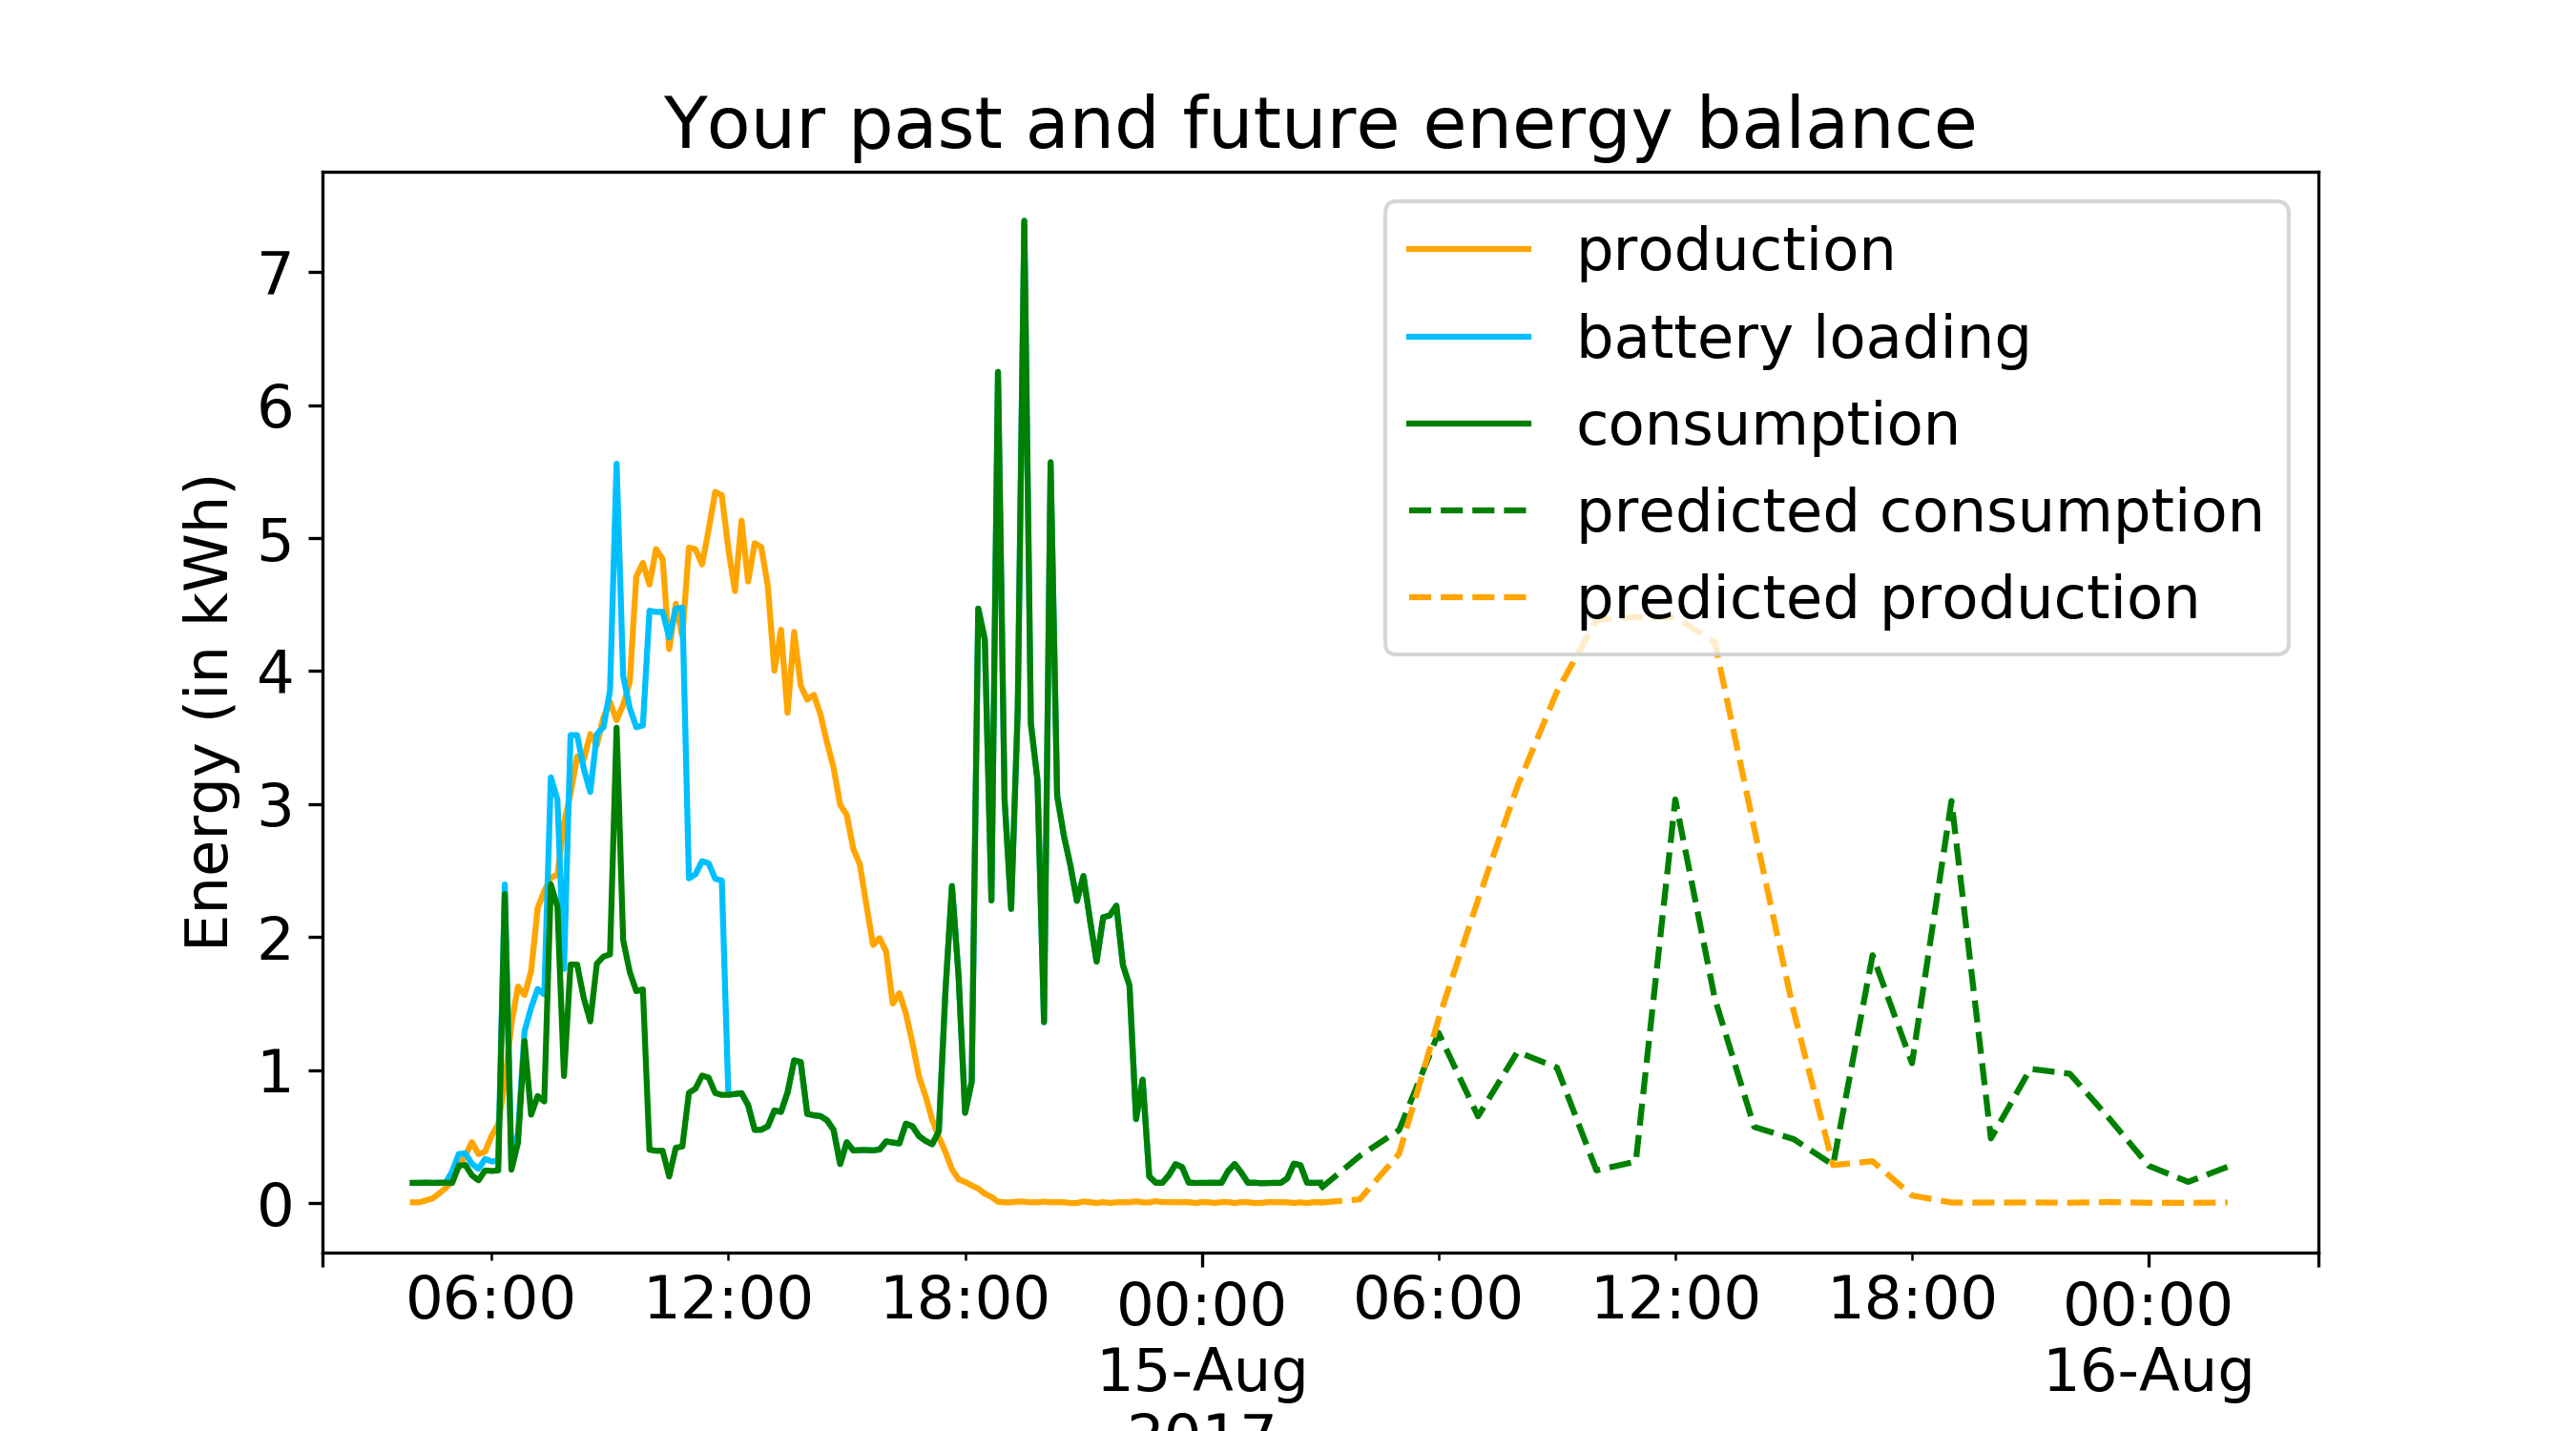 Your past and future energy balance
production
battery loading
consumption
predicted consumption
predicted production
Energy (in kWh)
7
6
5
4
3
2
1
0
06:00 12:00 18:00 00:00 06:00 12:00 18:00 00:00
15-Aug 16-Aug
2017